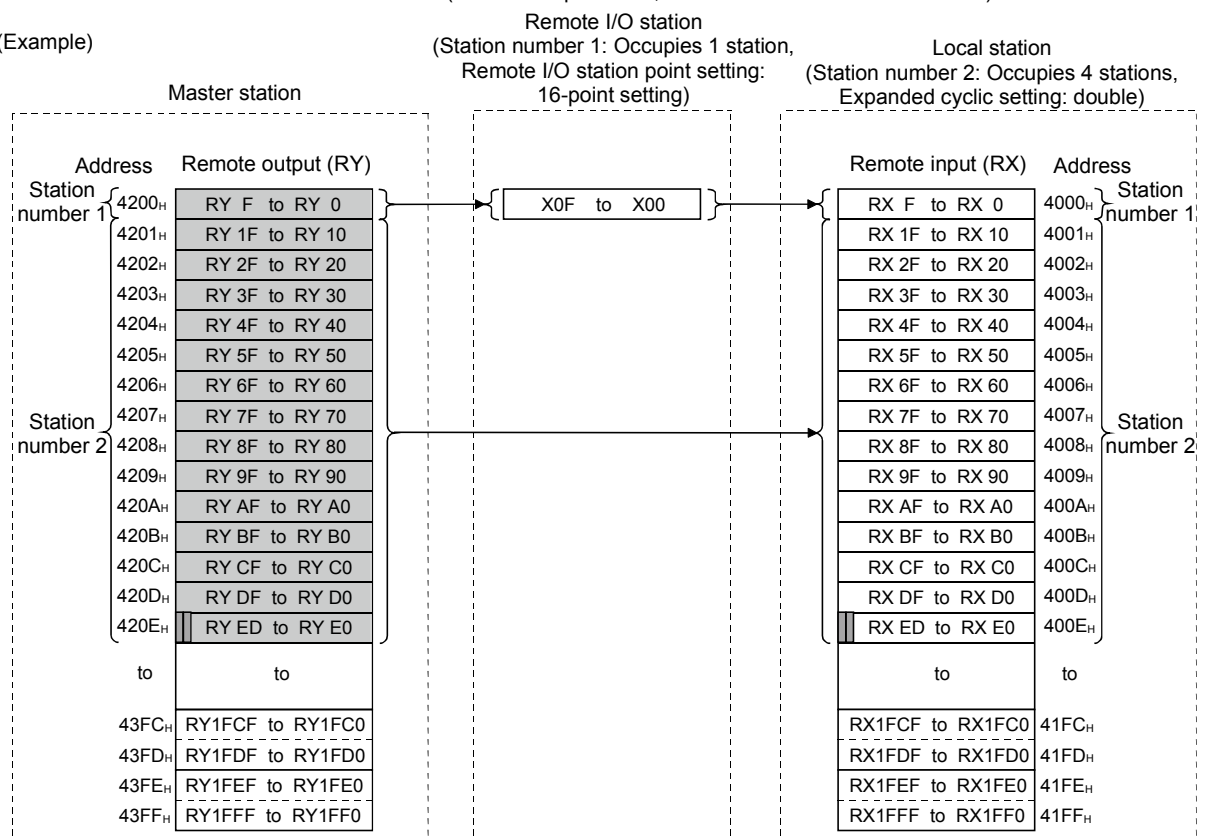 Remote I/O station
(Example)
(Station number 1: Occupies 1 station,
Remote I/O station point setting:
16-point setting)
Local station
(Station number 2: Occupies 4 stations,
Expanded cyclic setting: double)
Master station
Address Remote output (RY) Remote input (RX) Address
Station number 1 4200H RY F to RY 0 X0F to X00 RX F to RX 0 4000H Station number 1
4201H RY 1F to RY 10 RX 1F to RX 10 4001H
4202H RY 2F to RY 20 RX 2F to RX 20 4002H
4203H RY 3F to RY 30 RX 3F to RX 30 4003H
4204H RY 4F to RY 40 RX 4F to RX 40 4004H
4205H RY 5F to RY 50 RX 5F to RX 50 4005H
4206H RY 6F to RY 60 RX 6F to RX 60 4006H
Station number 2 4207H RY 7F to RY 70 RX 7F to RX 70 4007H Station number 2
4208H RY 8F to RY 80 RX 8F to RX 80 4008H
4209H RY 9F to RY 90 RX 9F to RX 90 4009H
420AH RY AF to RY A0 RX AF to RX A0 400AH
420BH RY BF to RY B0 RX BF to RX B0 400BH
420CH RY CF to RY C0 RX CF to RX C0 400CH
420DH RY DF to RY D0 RX DF to RX D0 400DH
420EH RY ED to RY E0 RX ED to RX E0 400EH
to to to to
43FCH RY1FCF to RY1FC0 RX1FCF to RX1FC0 41FCH
43FDH RY1FDF to RY1FD0 RX1FDF to RX1FD0 41FDH
43FEH RY1FEF to RY1FE0 RX1FEF to RX1FE0 41FEH
43FFH RY1FFF to RY1FF0 RX1FFF to RX1FF0 41FFH